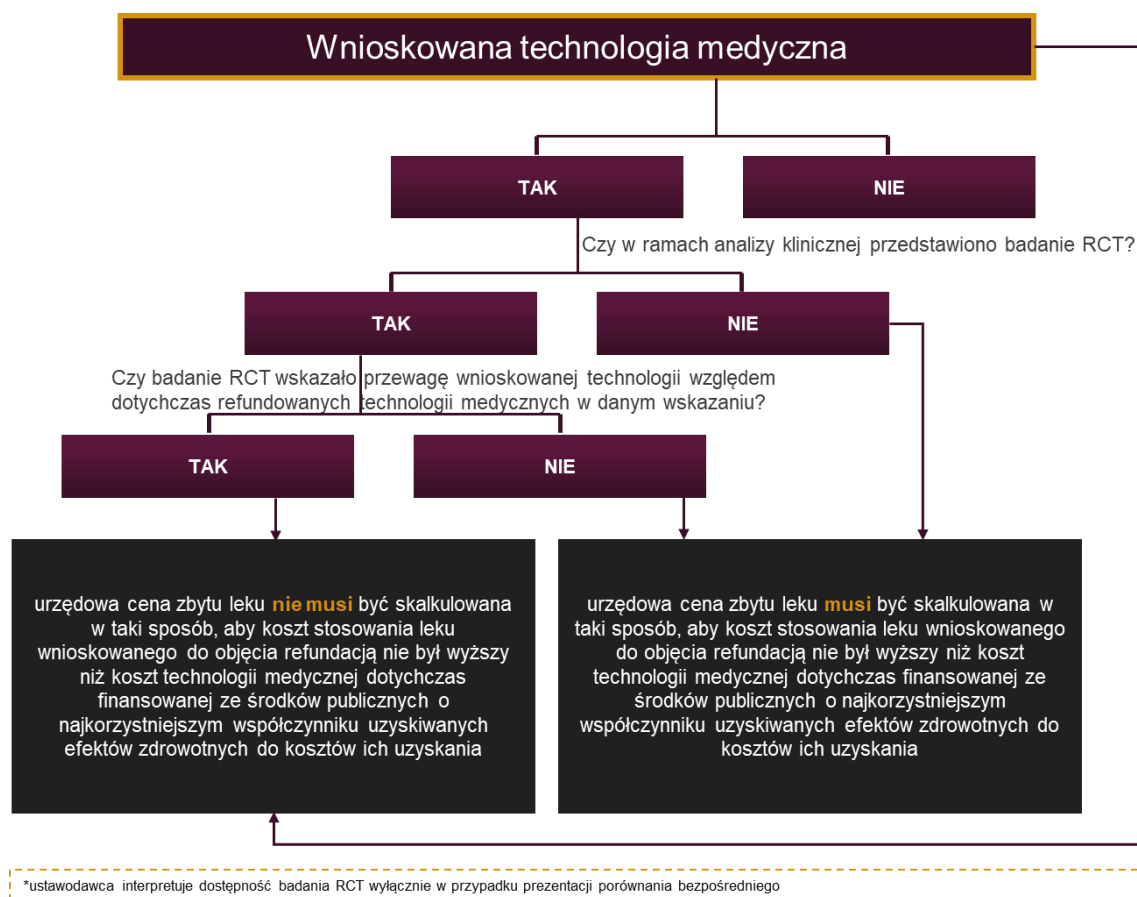 Wnioskowana technologia medyczna
TAK
NIE
Czy w ramach analizy klinicznej przedstawiono badanie RCT?
TAK
NIE
Czy badanie RCT wskazało przewagę wnioskowanej technologii względem
dotychczas refundowanych technologii medycznych w danym wskazaniu?
TAK
NIE
urzędowa cena zbytu leku nie musi być skalkulowana
w taki sposób, aby koszt stosowania leku
wnioskowanego do objęcia refundacją nie był wyższy
niż koszt technologii medycznej dotychczas
finansowanej ze środków publicznych o
najkorzystniejszym współczynniku uzyskiwanych
efektów zdrowotnych do kosztów ich uzyskania
urzędowa cena zbytu leku musi być skalkulowana w
taki sposób, aby koszt stosowania leku wnioskowanego
do objęcia refundacją nie był wyższy niż koszt
technologii medycznej dotychczas finansowanej ze
środków publicznych o najkorzystniejszym
współczynniku uzyskiwanych efektów zdrowotnych do
kosztów ich uzyskania
*ustawodawca interpretuje dostępność badania RCT wyłącznie w przypadku prezentacji porównania bezpośredniego